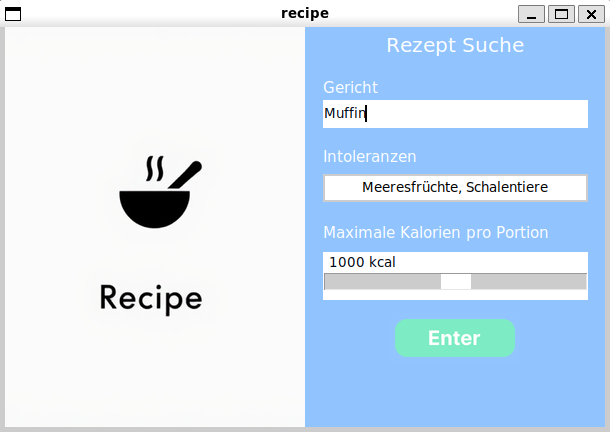 recipe
Recipe
Rezept Suche
Gericht
Muffin
Intoleranzen
Meeresfrüchte, Schalentiere
Maximale Kalorien pro Portion
1000 kcal
Enter